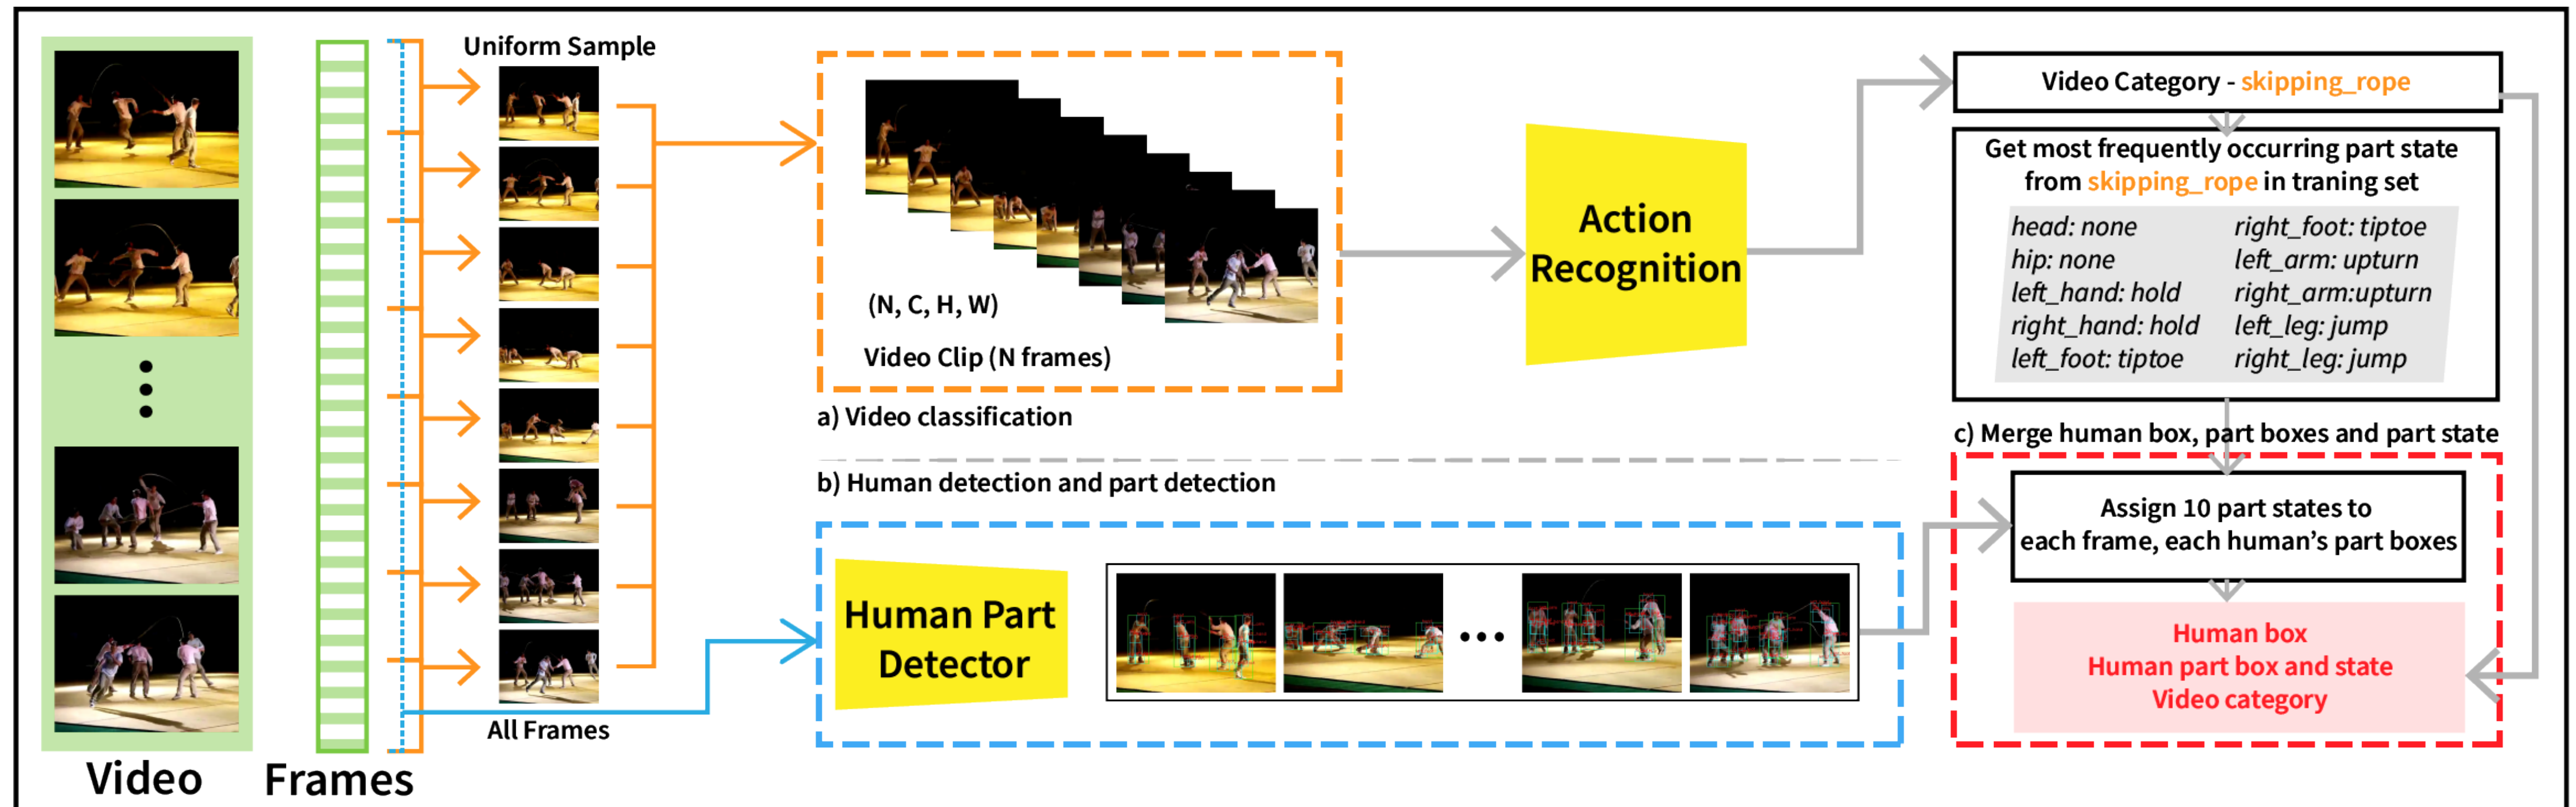 Uniform Sample
All Frames
Video
Frames
(N, C, H, W)
Video Clip (N frames)
a) Video classification
Action
Recognition
b) Human detection and part detection
Human Part
Detector
Video Category - skipping_rope
Get most frequently occurring part state
from skipping_rope in traning set
head: none
hip: none
left_hand: hold
right_hand: hold
left_foot: tiptoe
right_foot: tiptoe
left_arm: upturn
right_arm:upturn
left_leg: jump
right_leg: jump
c) Merge human box, part boxes and part state
Assign 10 part states to
each frame, each human’s part boxes
Human box
Human part box and state
Video category